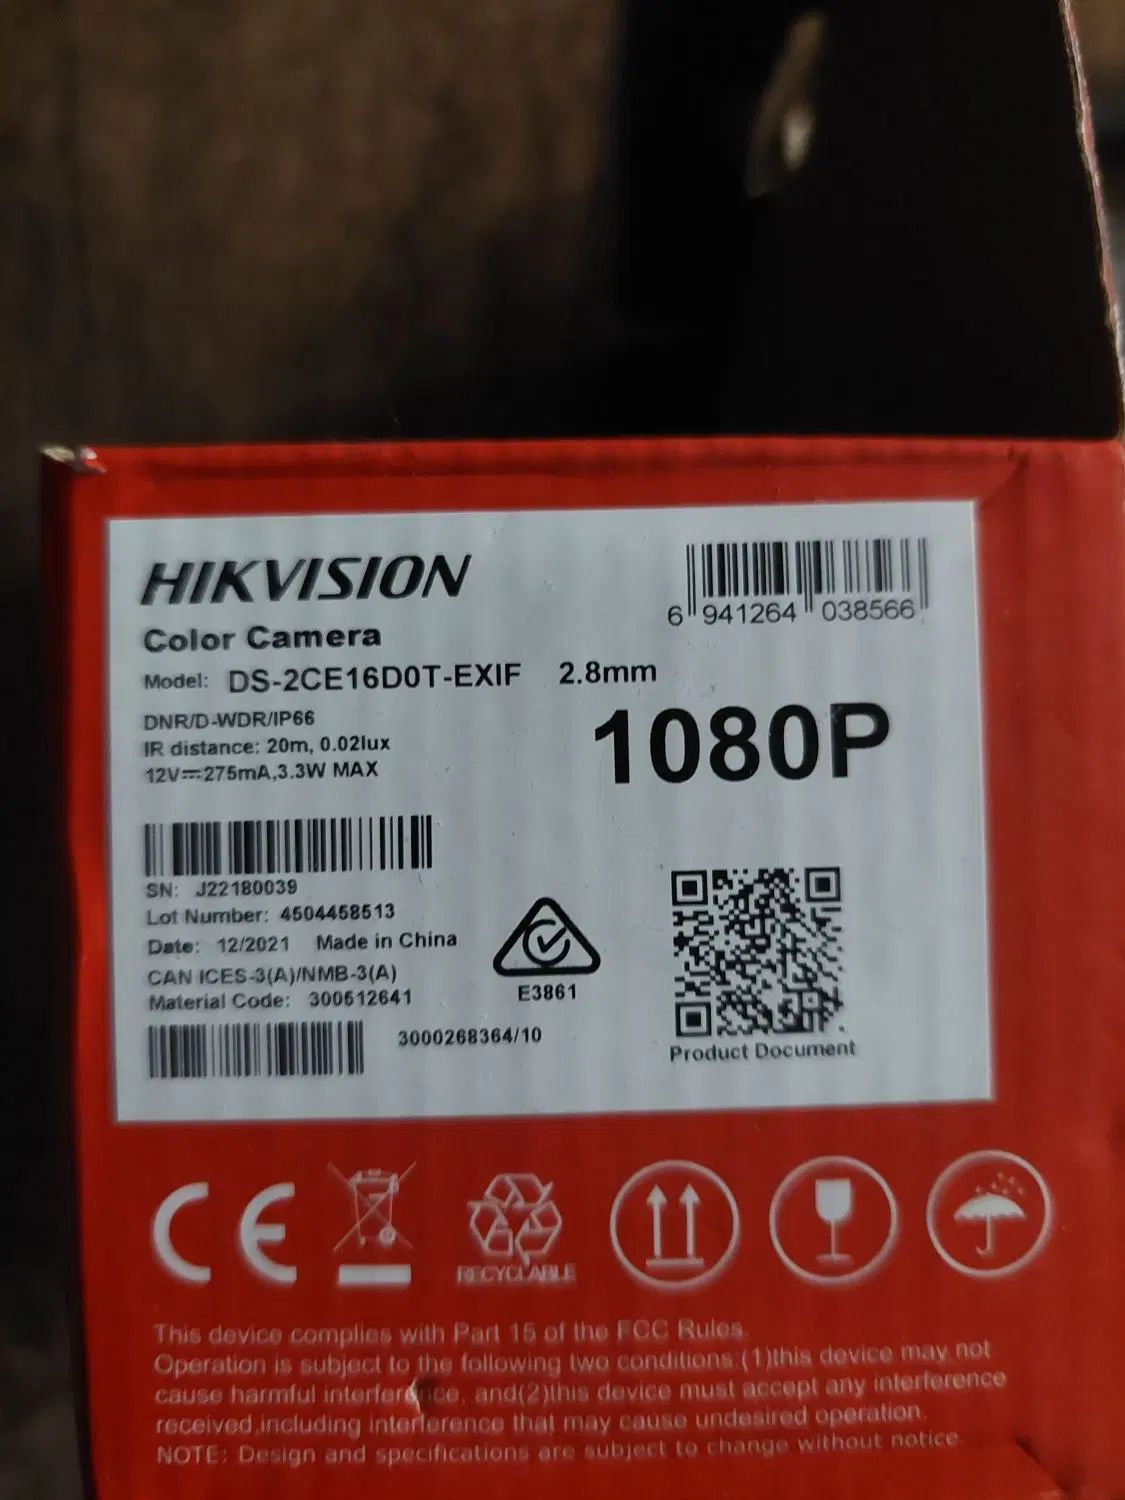 HIKVISION
Color Camera
Model: DS-2CE16D0T-EXIF 2.8mm
6 941264 038566
DNR/D-WDR/IP66
IR distance: 20m, 0.02lux
12V⎓275mA,3.3W MAX
1080P
SN: J22180039
Lot Number: 4504458513
Date: 12/2021 Made in China
CAN ICES-3(A)/NMB-3(A)
Material Code: 300512641
3000268364/10
E3861
Product Document
CE
RECYCLABLE
This device complies with Part 15 of the FCC Rules.
Operation is subject to the following two conditions:(1)this device may not
cause harmful interference, and(2)this device must accept any interference
received,including interference that may cause undesired operation.
NOTE: Design and specifications are subject to change without notice.